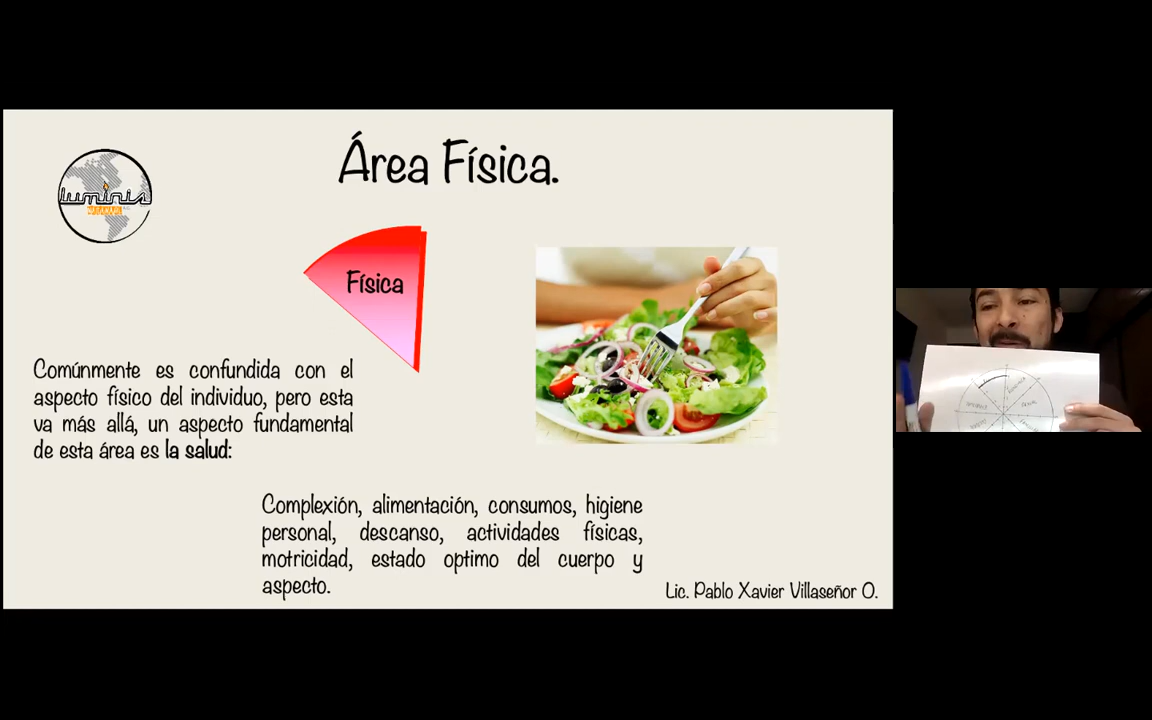 Área Física.
luminis
Física
Comúnmente es confundida con el
aspecto físico del individuo, pero esta
va más allá, un aspecto fundamental
de esta área es la salud:
Complexión, alimentación, consumos, higiene
personal, descanso, actividades físicas,
motricidad, estado optimo del cuerpo y
aspecto.
Lic. Pablo Xavier Villaseñor O.